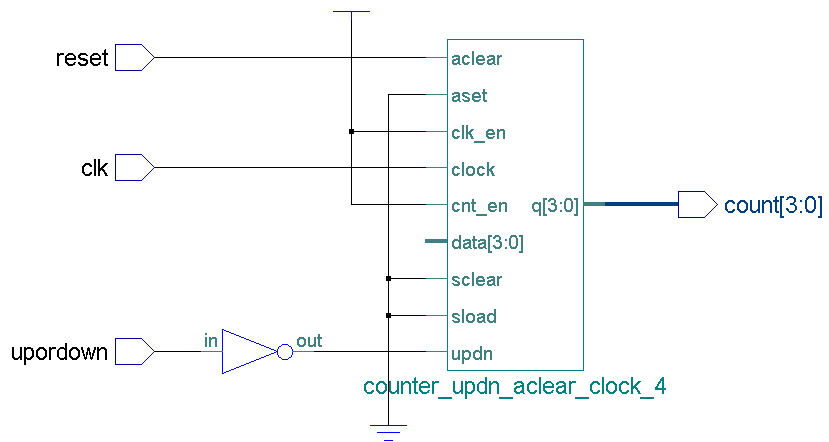 reset
aclear
aset
clk_en
clk
clock
cnt_en
q[3:0]
count[3:0]
data[3:0]
sclear
sload
upordown
in
out
updn
counter_updn_aclear_clock_4